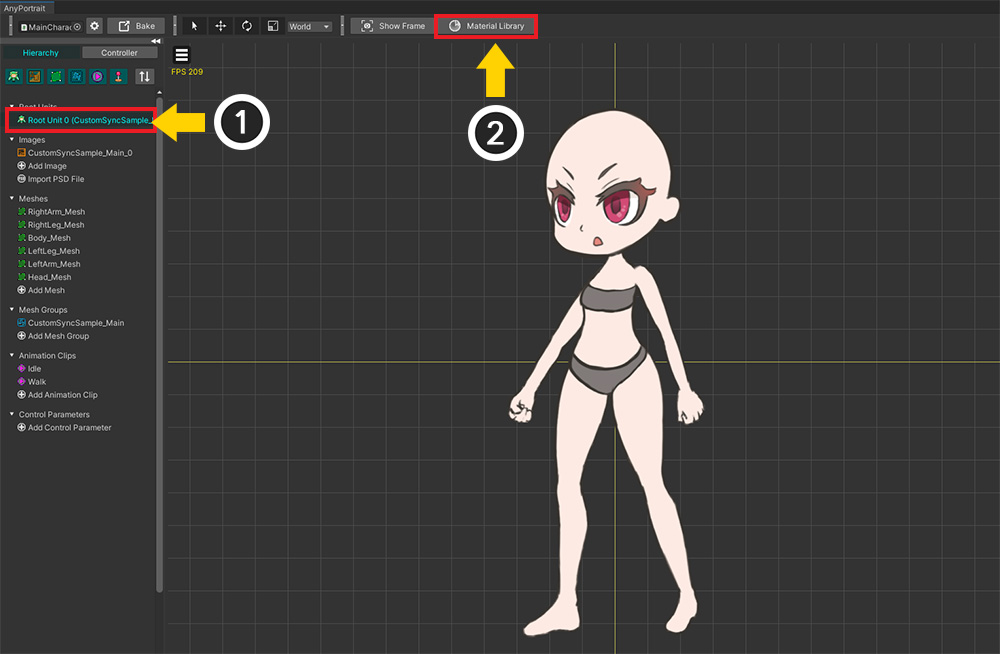 AnyPortrait
MainCharac
Bake
World
Show Frame
Material Library
Hierarchy
Controller
FPS 209
Root Units
Root Unit 0 (CustomSyncSample_
1
2
Images
CustomSyncSample_Main_0
Add Image
Import PSD File
Meshes
RightArm_Mesh
RightLeg_Mesh
Body_Mesh
LeftLeg_Mesh
LeftArm_Mesh
Head_Mesh
Add Mesh
Mesh Groups
CustomSyncSample_Main
Add Mesh Group
Animation Clips
Idle
Walk
Add Animation Clip
Control Parameters
Add Control Parameter